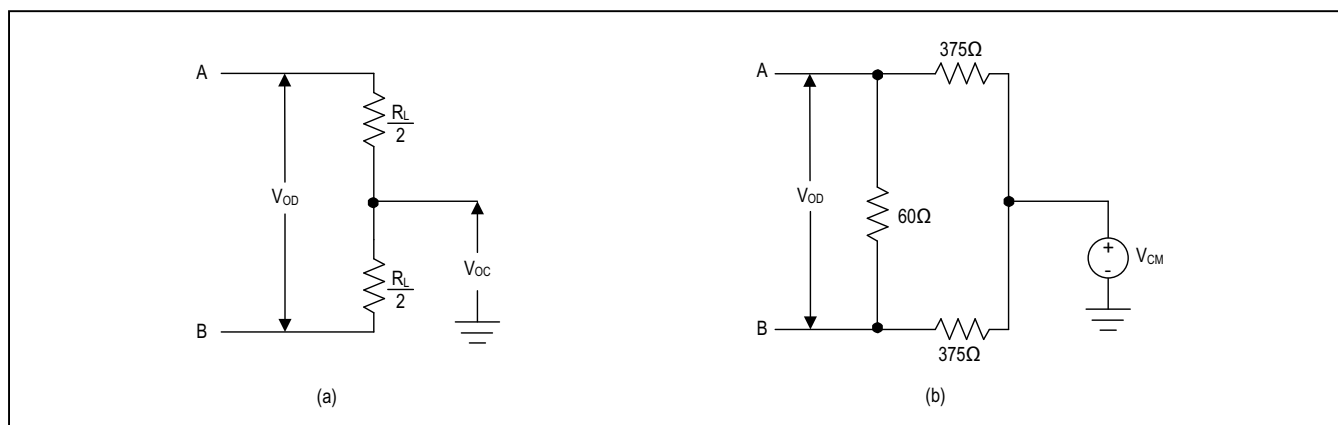 A
R_L
2
V_OD
R_L
2
V_OC
B
(a)
375Ω
A
V_OD
60Ω
+
-
V_CM
B
375Ω
(b)